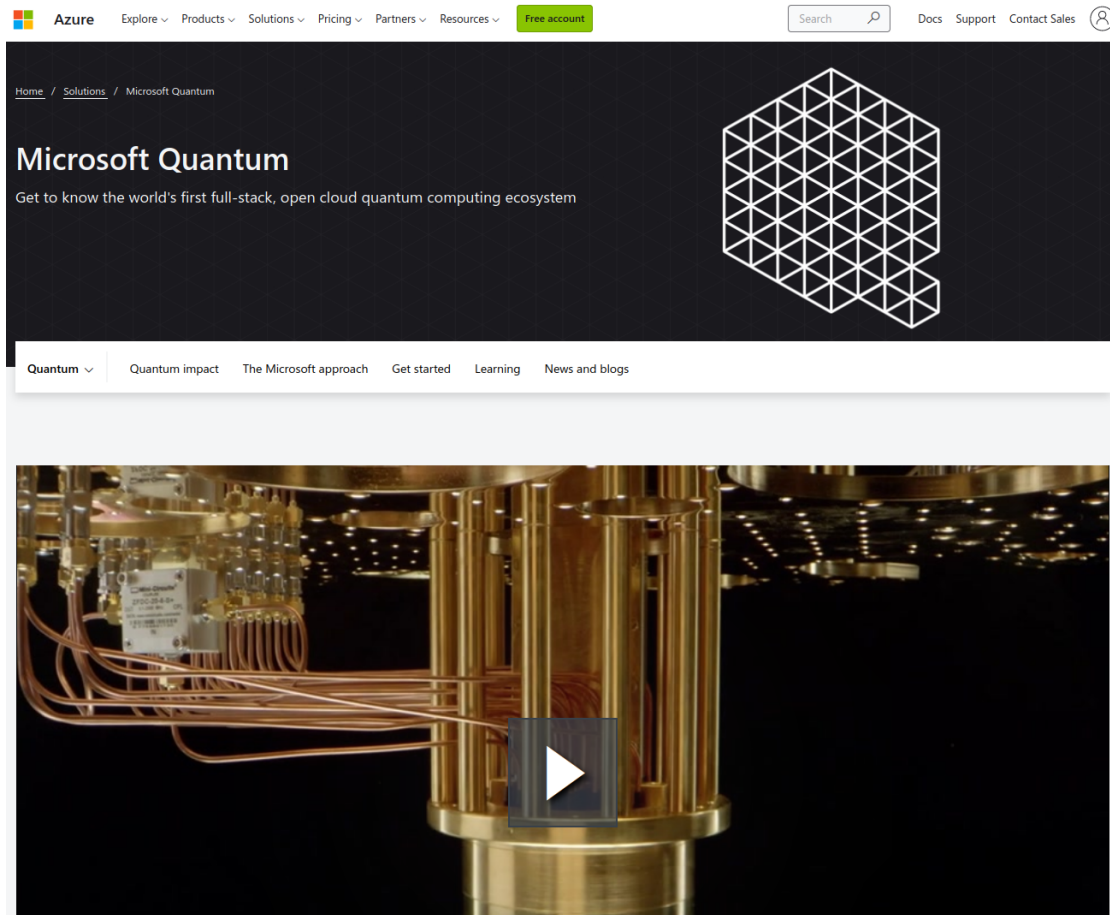 Azure Explore Products Solutions Pricing Partners Resources Free account Search Docs Support Contact Sales
Home / Solutions / Microsoft Quantum
Microsoft Quantum
Get to know the world's first full-stack, open cloud quantum computing ecosystem
Quantum Quantum impact The Microsoft approach Get started Learning News and blogs
Mini-Circuits